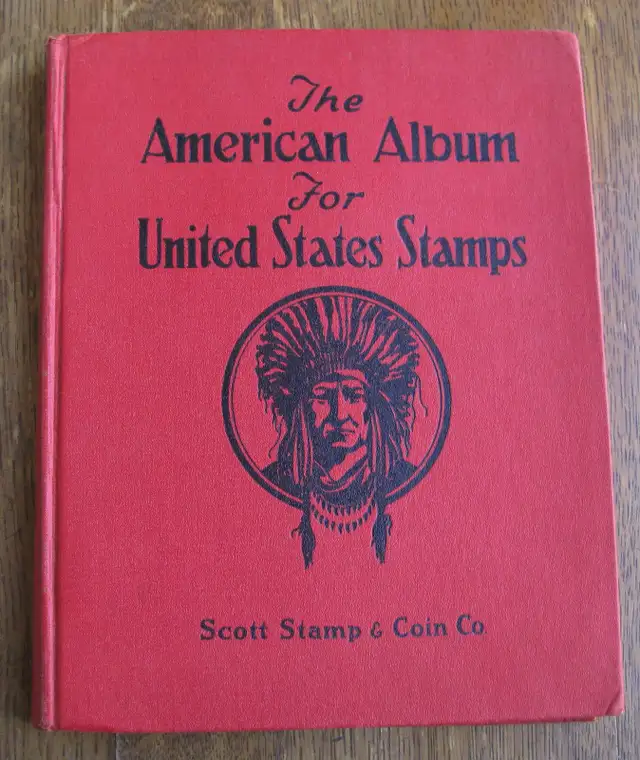 The
American Album
For
United States Stamps
Scott Stamp & Coin Co.